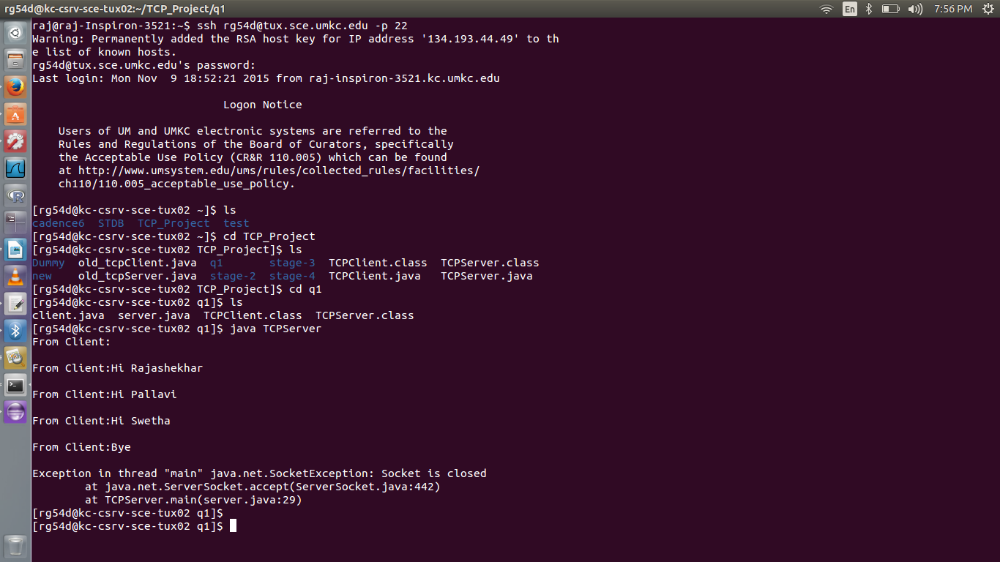 rg54d@kc-csrv-sce-tux02:~/TCP_Project/q1 En 7:56 PM
raj@raj-Inspiron-3521:~$ ssh rg54d@tux.sce.umkc.edu -p 22
Warning: Permanently added the RSA host key for IP address '134.193.44.49' to th
e list of known hosts.
rg54d@tux.sce.umkc.edu's password:
Last login: Mon Nov  9 18:52:21 2015 from raj-inspiron-3521.kc.umkc.edu
Logon Notice
Users of UM and UMKC electronic systems are referred to the
Rules and Regulations of the Board of Curators, specifically
the Acceptable Use Policy (CR&R 110.005) which can be found
at http://www.umsystem.edu/ums/rules/collected_rules/facilities/
ch110/110.005_acceptable_use_policy.
[rg54d@kc-csrv-sce-tux02 ~]$ ls
cadence6  STDB  TCP_Project  test
[rg54d@kc-csrv-sce-tux02 ~]$ cd TCP_Project
[rg54d@kc-csrv-sce-tux02 TCP_Project]$ ls
Dummy  old_tcpClient.java  q1       stage-3  TCPClient.class  TCPServer.class
new    old_tcpServer.java  stage-2  stage-4  TCPClient.java   TCPServer.java
[rg54d@kc-csrv-sce-tux02 TCP_Project]$ cd q1
[rg54d@kc-csrv-sce-tux02 q1]$ ls
client.java  server.java  TCPClient.class  TCPServer.class
[rg54d@kc-csrv-sce-tux02 q1]$ java TCPServer
From Client:
From Client:Hi Rajashekhar
From Client:Hi Pallavi
From Client:Hi Swetha
From Client:Bye
Exception in thread "main" java.net.SocketException: Socket is closed
at java.net.ServerSocket.accept(ServerSocket.java:442)
at TCPServer.main(server.java:29)
[rg54d@kc-csrv-sce-tux02 q1]$
[rg54d@kc-csrv-sce-tux02 q1]$